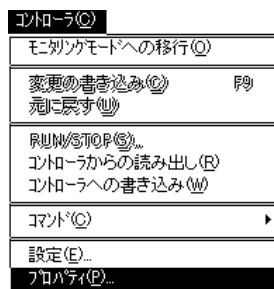 コントローラ(C)
モニタリングモードへの移行(O)
変更の書き込み(C) F9
元に戻す(U)
RUN/STOP(S)...
コントローラからの読み出し(R)
コントローラへの書き込み(W)
コマンド(C)
設定(E)...
プロパティ(P)...